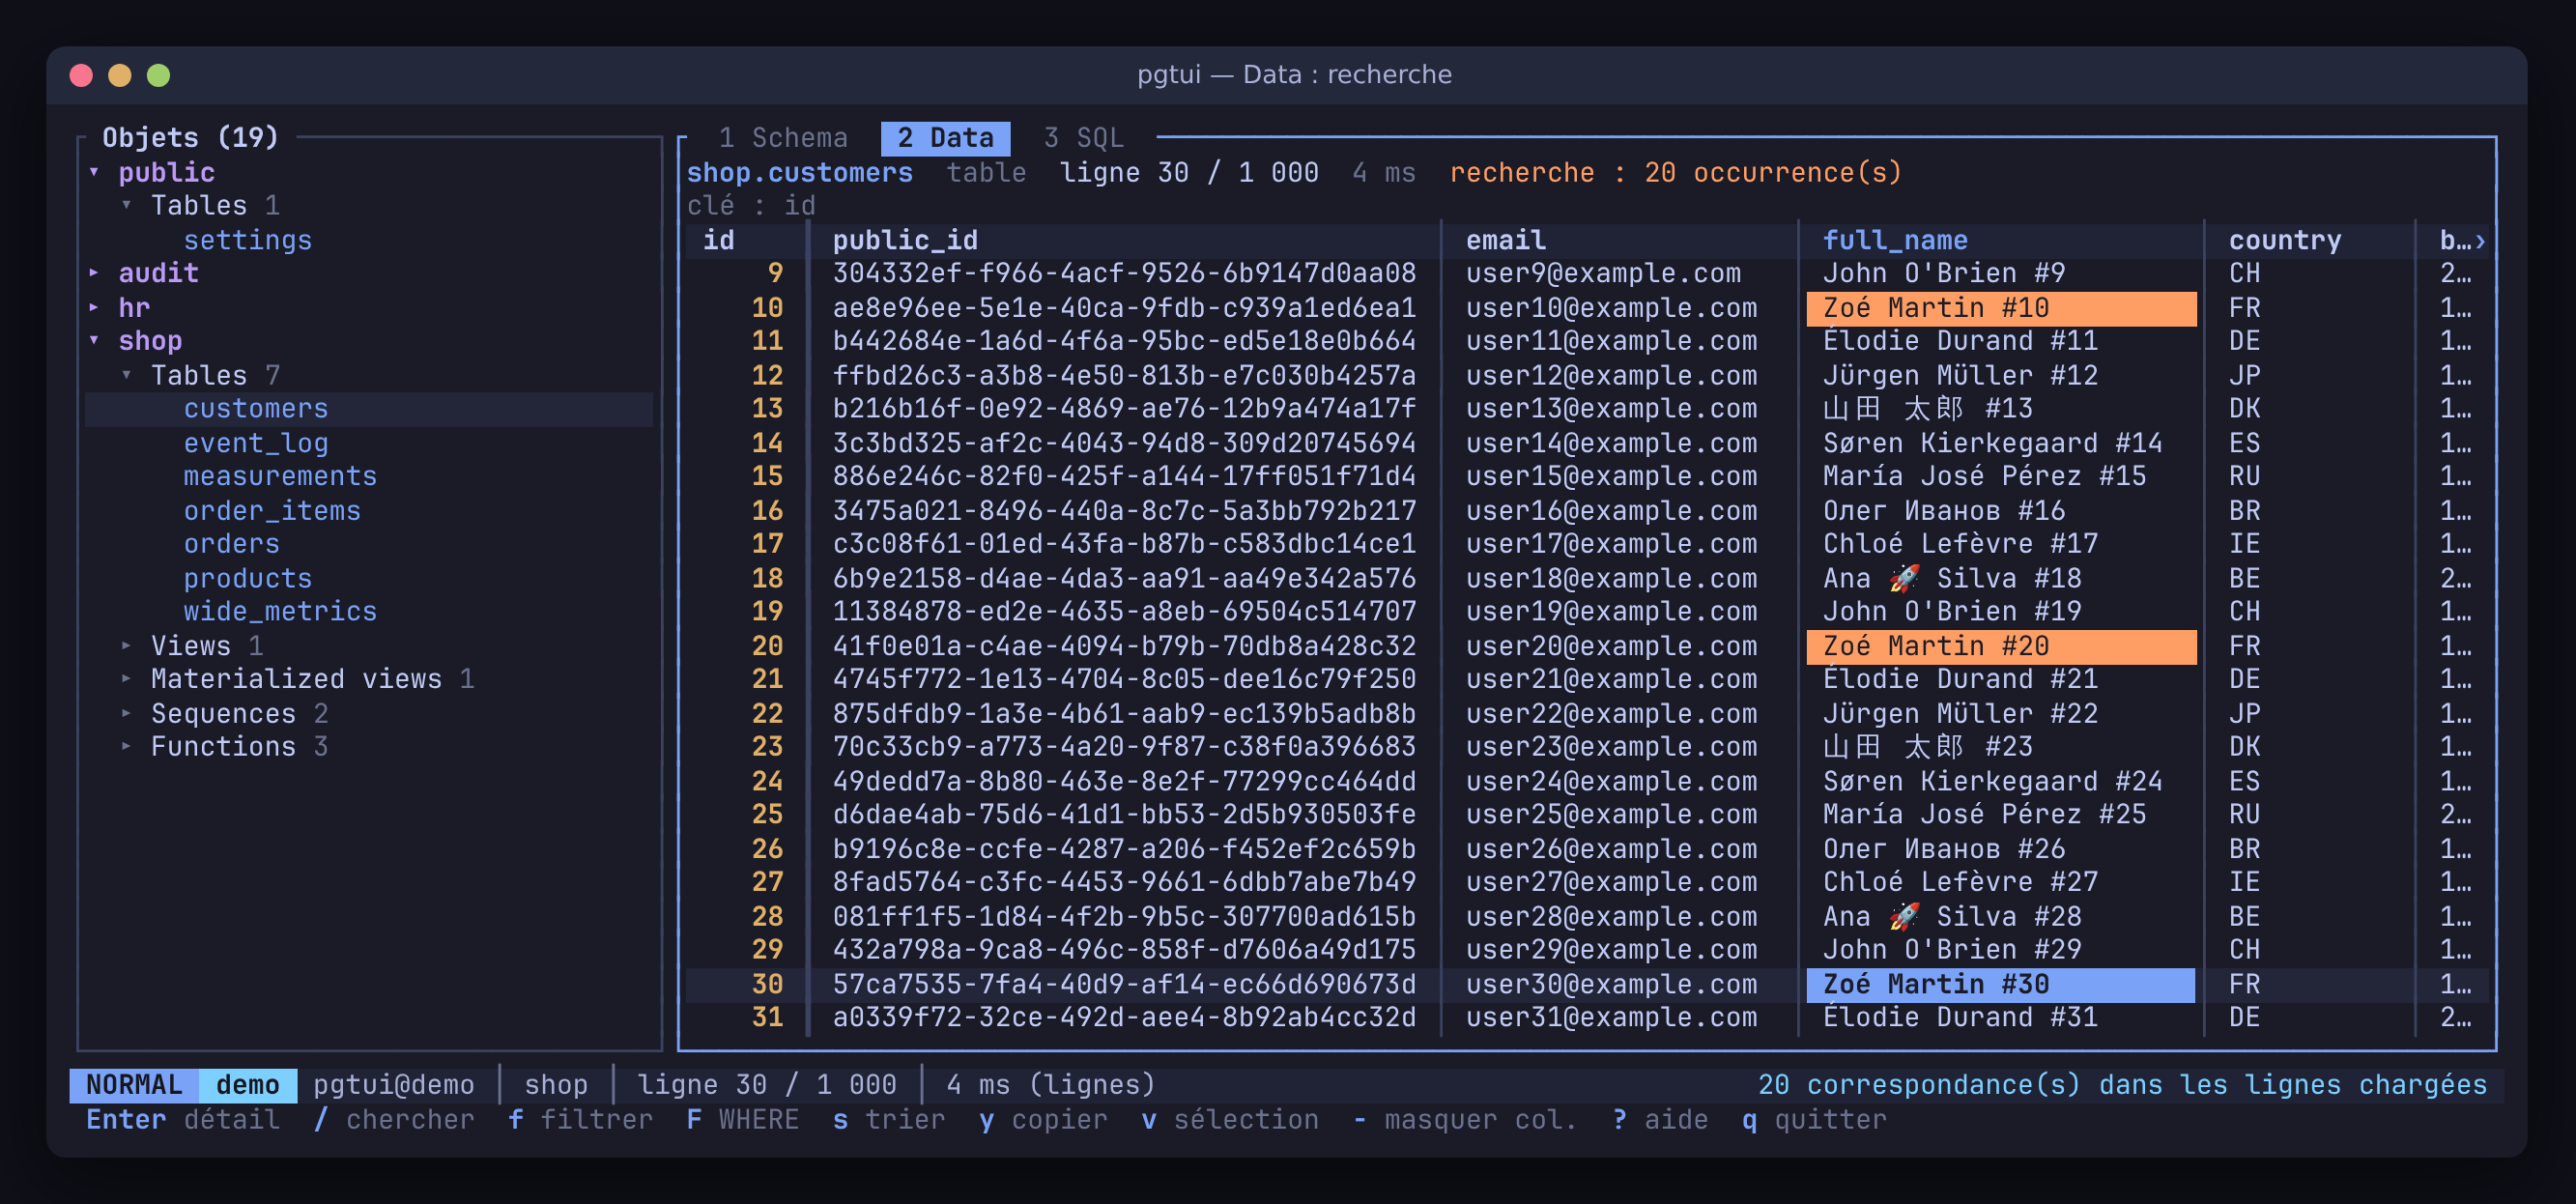 pgtui — Data : recherche
Objets (19)
▾ public
▾ Tables 1
settings
▸ audit
▸ hr
▾ shop
▾ Tables 7
customers
event_log
measurements
order_items
orders
products
wide_metrics
▸ Views 1
▸ Materialized views 1
▸ Sequences 2
▸ Functions 3
1 Schema 2 Data 3 SQL
shop.customers table ligne 30 / 1 000 4 ms recherche : 20 occurrence(s)
clé : id
id public_id email full_name country b…›
9 304332ef-f966-4acf-9526-6b9147d0aa08 user9@example.com John O'Brien #9 CH 2…
10 ae8e96ee-5e1e-40ca-9fdb-c939a1ed6ea1 user10@example.com Zoé Martin #10 FR 1…
11 b442684e-1a6d-4f6a-95bc-ed5e18e0b664 user11@example.com Élodie Durand #11 DE 1…
12 ffbd26c3-a3b8-4e50-813b-e7c030b4257a user12@example.com Jürgen Müller #12 JP 1…
13 b216b16f-0e92-4869-ae76-12b9a474a17f user13@example.com 山田 太郎 #13 DK 1…
14 3c3bd325-af2c-4043-94d8-309d20745694 user14@example.com Søren Kierkegaard #14 ES 1…
15 886e246c-82f0-425f-a144-17ff051f71d4 user15@example.com María José Pérez #15 RU 1…
16 3475a021-8496-440a-8c7c-5a3bb792b217 user16@example.com Олег Иванов #16 BR 1…
17 c3c08f61-01ed-43fa-b87b-c583dbc14ce1 user17@example.com Chloé Lefèvre #17 IE 1…
18 6b9e2158-d4ae-4da3-aa91-aa49e342a576 user18@example.com Ana 🚀 Silva #18 BE 2…
19 11384878-ed2e-4635-a8eb-69504c514707 user19@example.com John O'Brien #19 CH 1…
20 41f0e01a-c4ae-4094-b79b-70db8a428c32 user20@example.com Zoé Martin #20 FR 1…
21 4745f772-1e13-4704-8c05-dee16c79f250 user21@example.com Élodie Durand #21 DE 1…
22 875dfdb9-1a3e-4b61-aab9-ec139b5adb8b user22@example.com Jürgen Müller #22 JP 1…
23 70c33cb9-a773-4a20-9f87-c38f0a396683 user23@example.com 山田 太郎 #23 DK 1…
24 49dedd7a-8b80-463e-8e2f-77299cc464dd user24@example.com Søren Kierkegaard #24 ES 1…
25 d6dae4ab-75d6-41d1-bb53-2d5b930503fe user25@example.com María José Pérez #25 RU 2…
26 b9196c8e-ccfe-4287-a206-f452ef2c659b user26@example.com Олег Иванов #26 BR 1…
27 8fad5764-c3fc-4453-9661-6dbb7abe7b49 user27@example.com Chloé Lefèvre #27 IE 1…
28 081ff1f5-1d84-4f2b-9b5c-307700ad615b user28@example.com Ana 🚀 Silva #28 BE 1…
29 432a798a-9ca8-496c-858f-d7606a49d175 user29@example.com John O'Brien #29 CH 1…
30 57ca7535-7fa4-40d9-af14-ec66d690673d user30@example.com Zoé Martin #30 FR 1…
31 a0339f72-32ce-492d-aee4-8b92ab4cc32d user31@example.com Élodie Durand #31 DE 2…
NORMAL demo pgtui@demo │ shop │ ligne 30 / 1 000 │ 4 ms (lignes) 20 correspondance(s) dans les lignes chargées
Enter détail / chercher f filtrer F WHERE s trier y copier v sélection - masquer col. ? aide q quitter